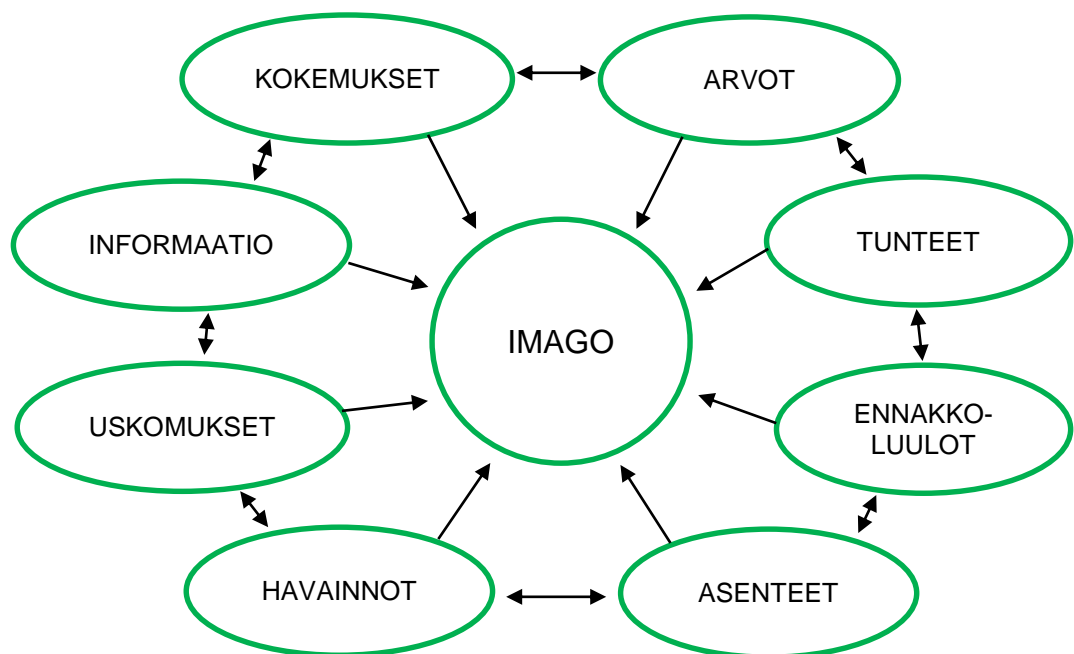 KOKEMUKSET
ARVOT
INFORMAATIO
TUNTEET
IMAGO
USKOMUKSET
ENNAKKO-
LUULOT
HAVAINNOT
ASENTEET